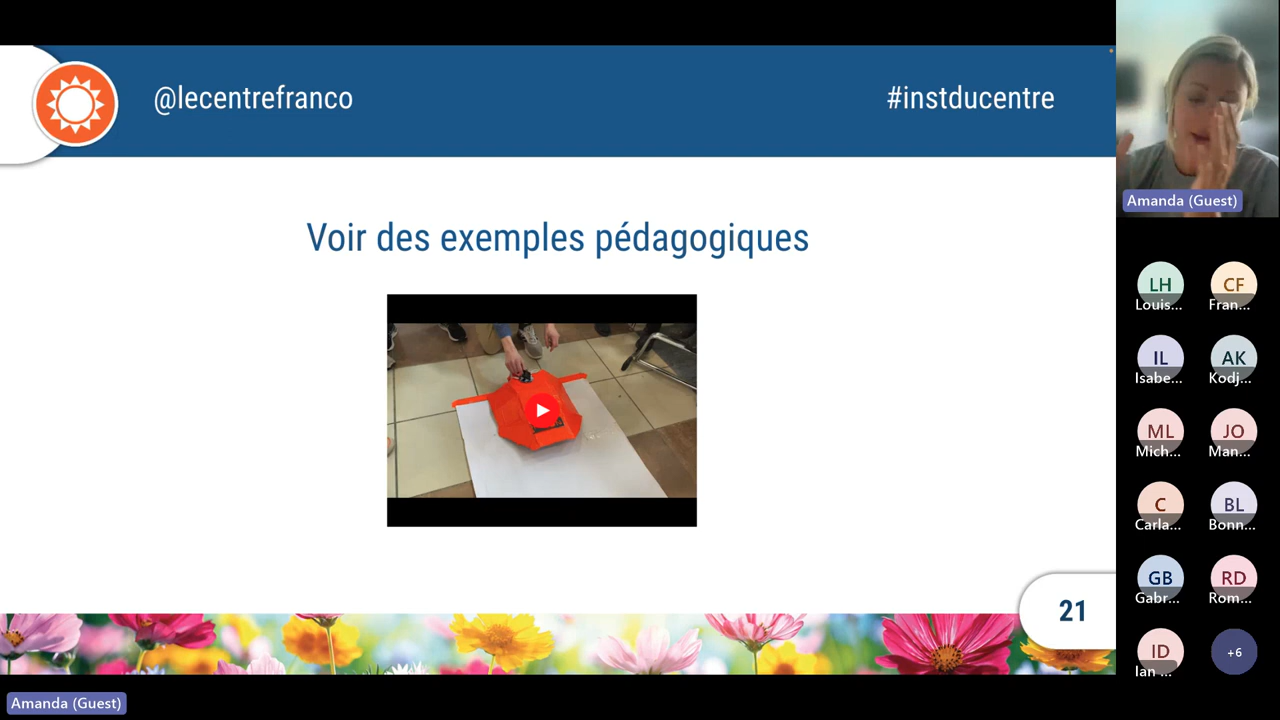 @lecentrefranco
#instducentre
Voir des exemples pédagogiques
21
Amanda (Guest)
Amanda (Guest)
LH
Louis...
CF
Fran...
IL
Isabe...
AK
Kodj...
ML
Mich...
JO
Man...
C
Carla...
BL
Bonn...
GB
Gabr...
RD
Rom...
ID
Ian ...
+6